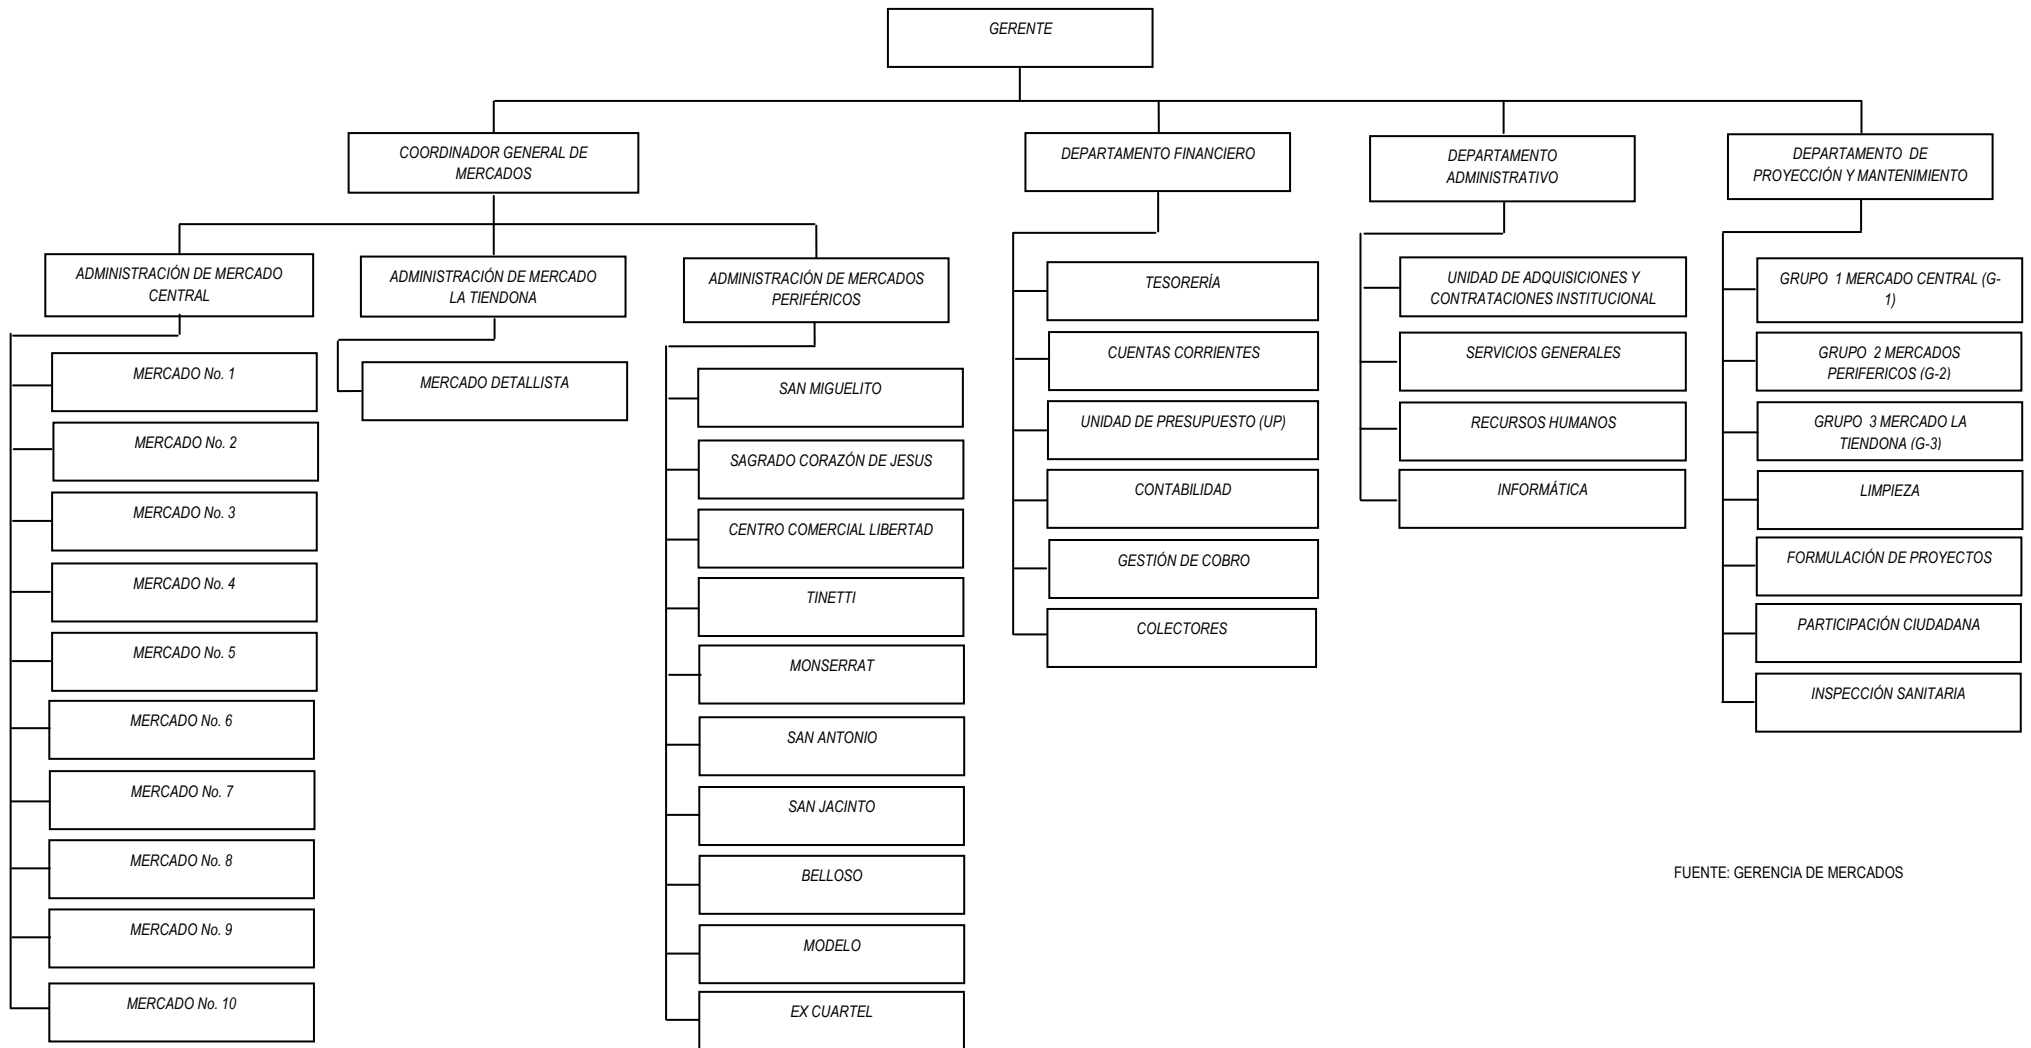 GERENTE
COORDINADOR GENERAL DE
MERCADOS
DEPARTAMENTO FINANCIERO
DEPARTAMENTO
ADMINISTRATIVO
DEPARTAMENTO DE
PROYECCIÓN Y MANTENIMIENTO
ADMINISTRACIÓN DE MERCADO
CENTRAL
ADMINISTRACIÓN DE MERCADO
LA TIENDONA
ADMINISTRACIÓN DE MERCADOS
PERIFÉRICOS
MERCADO No. 1
MERCADO No. 2
MERCADO No. 3
MERCADO No. 4
MERCADO No. 5
MERCADO No. 6
MERCADO No. 7
MERCADO No. 8
MERCADO No. 9
MERCADO No. 10
MERCADO DETALLISTA
SAN MIGUELITO
SAGRADO CORAZÓN DE JESUS
CENTRO COMERCIAL LIBERTAD
TINETTI
MONSERRAT
SAN ANTONIO
SAN JACINTO
BELLOSO
MODELO
EX CUARTEL
TESORERÍA
CUENTAS CORRIENTES
UNIDAD DE PRESUPUESTO (UP)
CONTABILIDAD
GESTIÓN DE COBRO
COLECTORES
UNIDAD DE ADQUISICIONES Y
CONTRATACIONES INSTITUCIONAL
SERVICIOS GENERALES
RECURSOS HUMANOS
INFORMÁTICA
GRUPO 1 MERCADO CENTRAL (G-
1)
GRUPO 2 MERCADOS
PERIFERICOS (G-2)
GRUPO 3 MERCADO LA
TIENDONA (G-3)
LIMPIEZA
FORMULACIÓN DE PROYECTOS
PARTICIPACIÓN CIUDADANA
INSPECCIÓN SANITARIA
FUENTE: GERENCIA DE MERCADOS